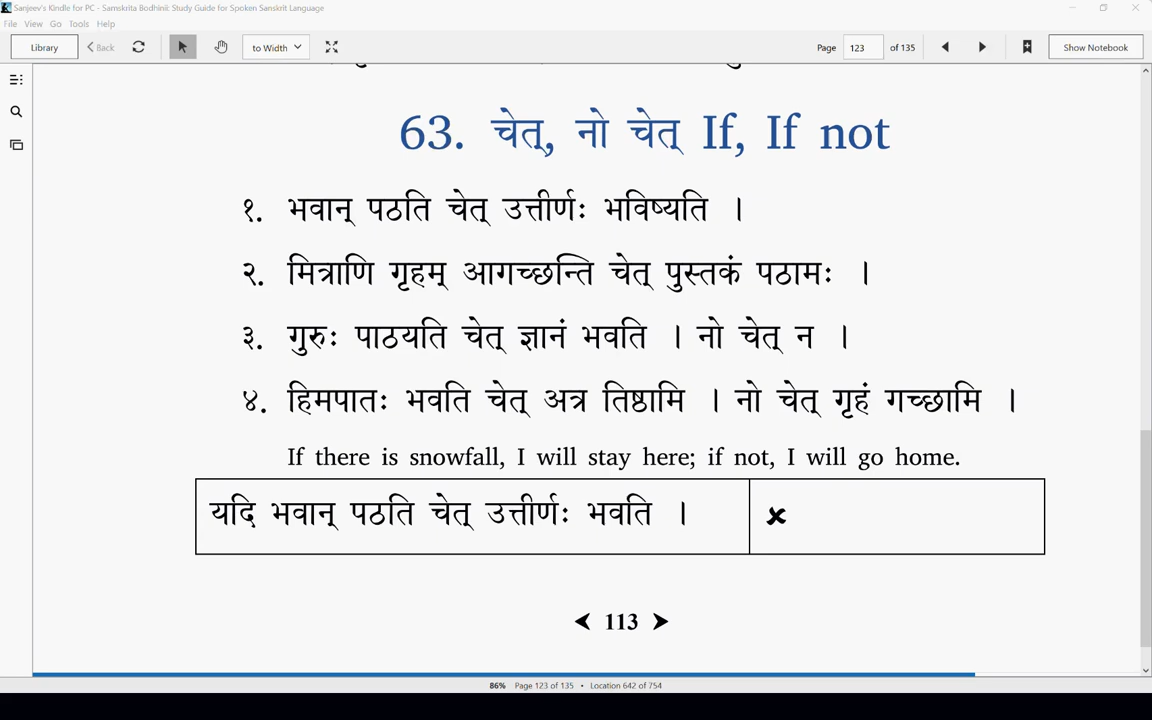 Sanjeev's Kindle for PC - Samskrita Bodhinii: Study Guide for Spoken Sanskrit Language
File View Go Tools Help
Library Back to Width Page 123 of 135 Show Notebook
63. चेत्, नो चेत् If, If not
१. भवान् पठति चेत् उत्तीर्णः भविष्यति ।
२. मित्राणि गृहम् आगच्छन्ति चेत् पुस्तकं पठामः ।
३. गुरुः पाठयति चेत् ज्ञानं भवति । नो चेत् न ।
४. हिमपातः भवति चेत् अत्र तिष्ठामि । नो चेत् गृहं गच्छामि ।
If there is snowfall, I will stay here; if not, I will go home.
यदि भवान् पठति चेत् उत्तीर्णः भवति । ✗
113
86% Page 123 of 135 • Location 642 of 754